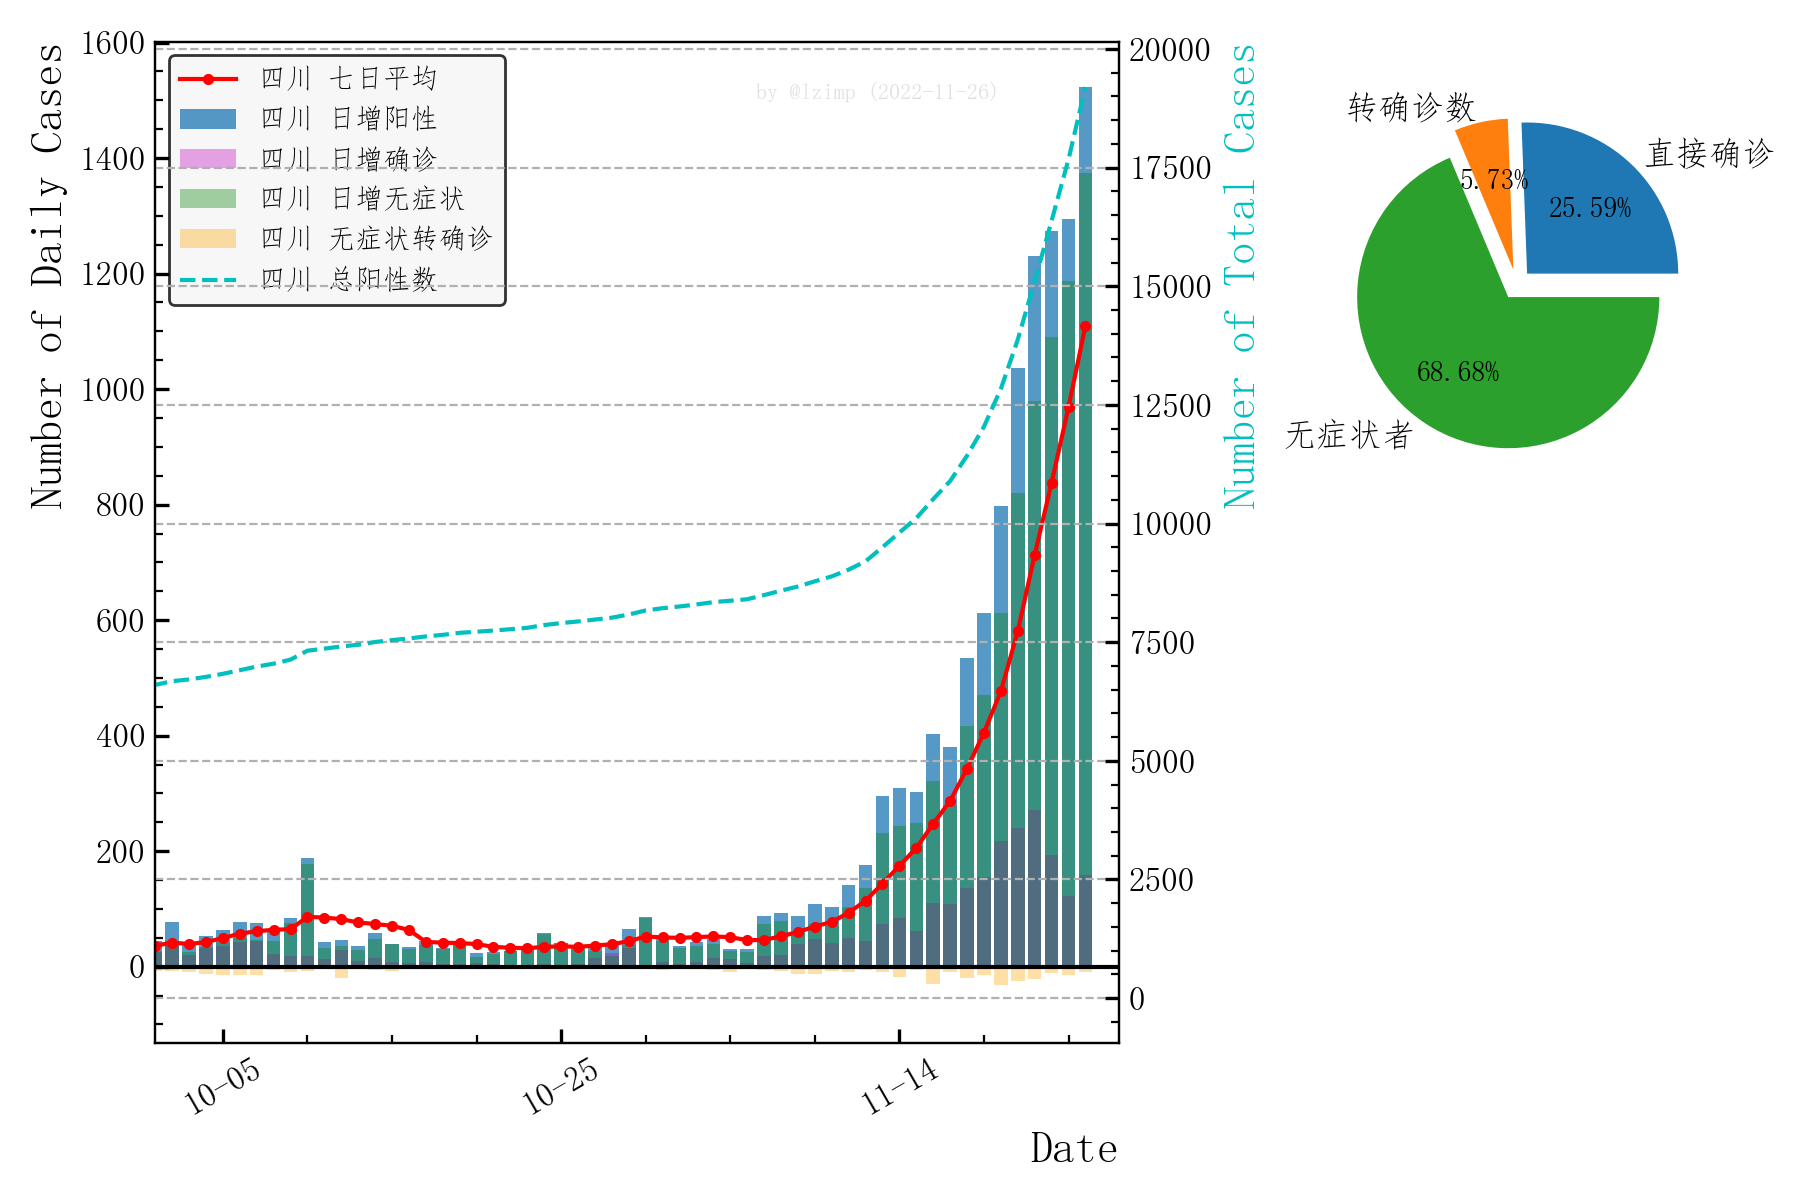 Number of Daily Cases
1600
1400
1200
1000
800
600
400
200
0
四川 七日平均
四川 日增阳性
四川 日增确诊
四川 日增无症状
四川 无症状转确诊
四川 总阳性数
by @lzimp (2022-11-26)
20000
17500
15000
12500
10000
7500
5000
2500
0
Number of Total Cases
10-05
10-25
11-14
Date
转确诊数
直接确诊
5.73%
25.59%
68.68%
无症状者